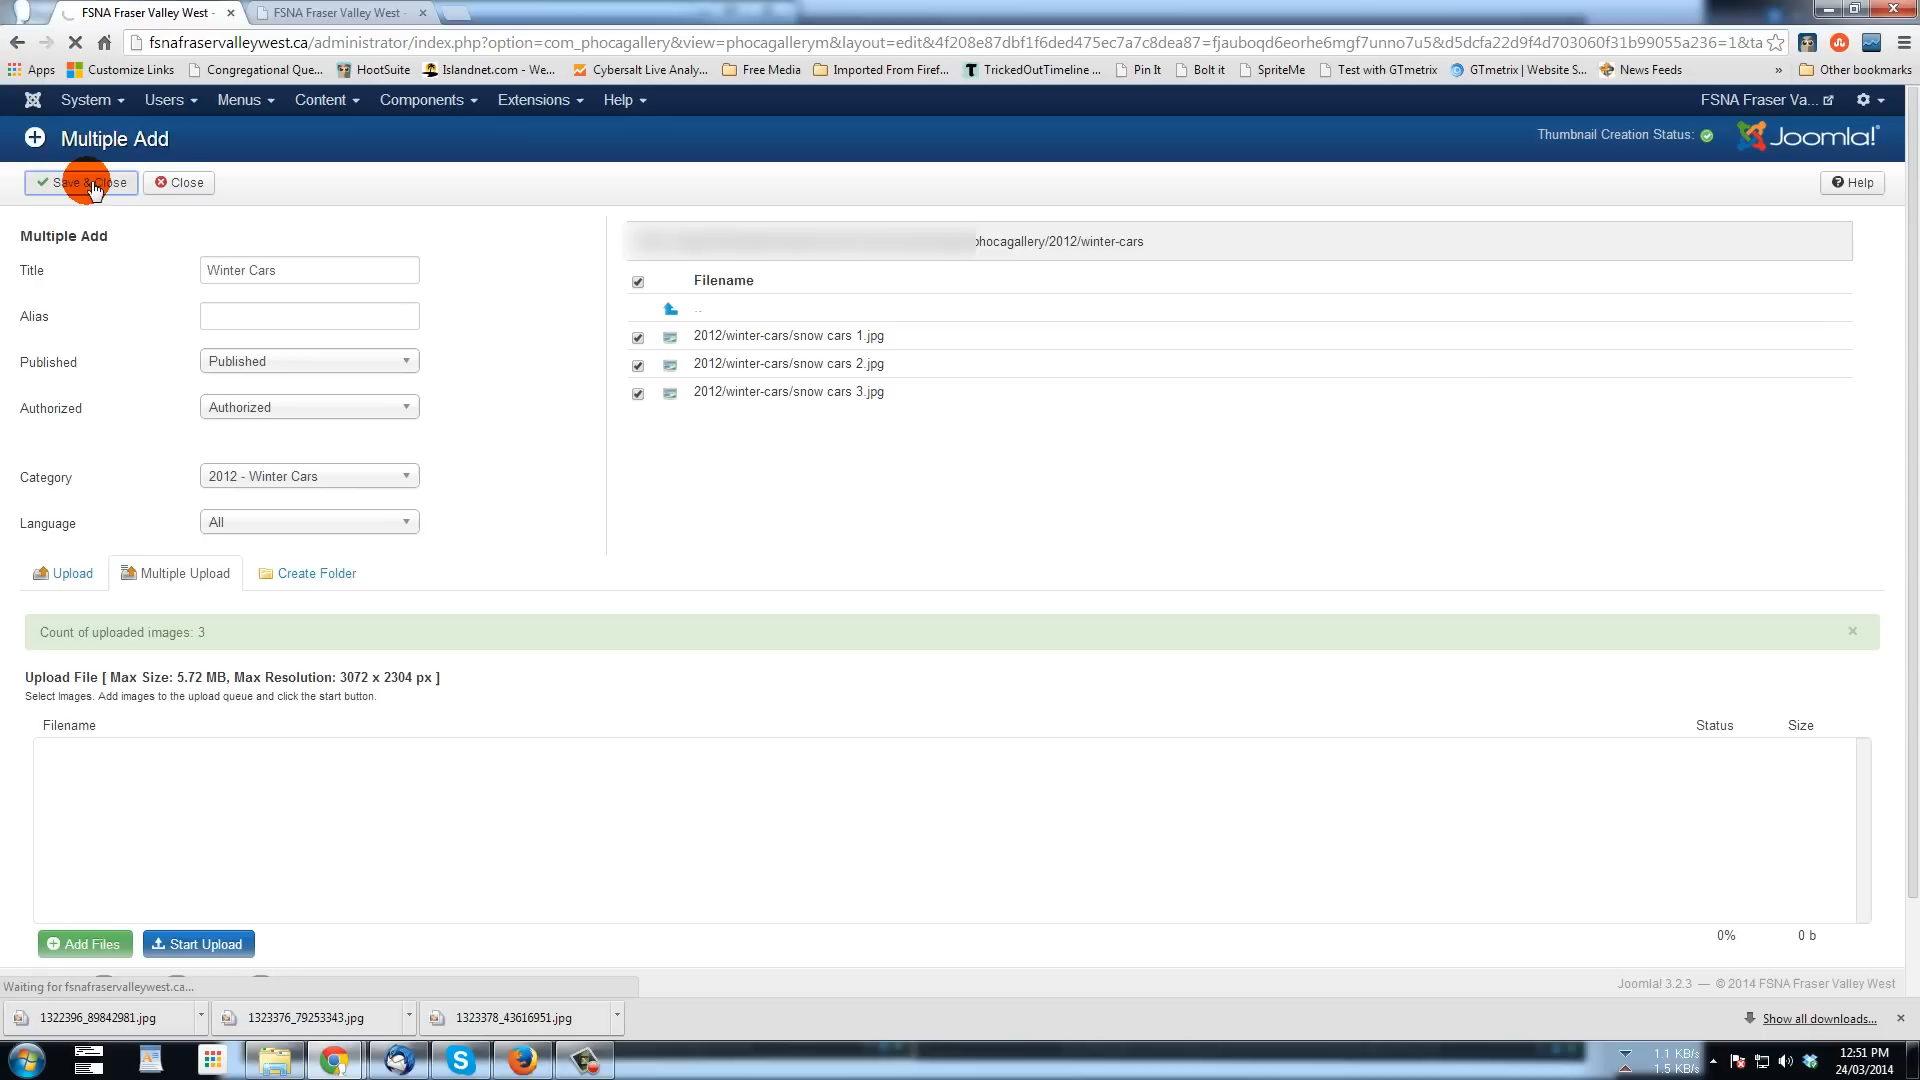 FSNA Fraser Valley West -
FSNA Fraser Valley West -
fsnafraservalleywest.ca/administrator/index.php?option=com_phocagallery&view=phocagallerym&layout=edit&4f208e87dbf1f6ded475ec7a7c8dea87=fjauboqd6eorhe6mgf7unno7u5&d5dcfa22d9f4d703060f31b99055a236=1&ta
Apps Customize Links Congregational Que... HootSuite Islandnet.com - We... Cybersalt Live Analy... Free Media Imported From Firef... TrickedOutTimeline ... Pin It Bolt it SpriteMe Test with GTmetrix GTmetrix | Website S... News Feeds » Other bookmarks
System Users Menus Content Components Extensions Help FSNA Fraser Va...
Multiple Add Thumbnail Creation Status: Joomla!
Save & Close Close Help
Multiple Add
Title Winter Cars
Alias
Published Published
Authorized Authorized
Category 2012 - Winter Cars
Language All
phocagallery/2012/winter-cars
Filename
..
2012/winter-cars/snow cars 1.jpg
2012/winter-cars/snow cars 2.jpg
2012/winter-cars/snow cars 3.jpg
Upload Multiple Upload Create Folder
Count of uploaded images: 3 ×
Upload File [ Max Size: 5.72 MB, Max Resolution: 3072 x 2304 px ]
Select Images. Add images to the upload queue and click the start button.
Filename Status Size
Add Files Start Upload 0% 0 b
Waiting for fsnafraservalleywest.ca...
Joomla! 3.2.3 — © 2014 FSNA Fraser Valley West
1322396_89842981.jpg 1323376_79253343.jpg 1323378_43616951.jpg Show all downloads...
1.1 KB/s
1.5 KB/s
12:51 PM
24/03/2014